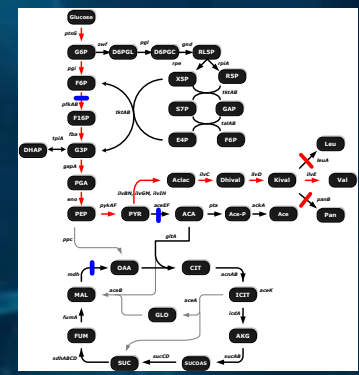 Glucose
ptsG
G6P
zwf
D6PGL
pgl
D6PGC
gnd
RL5P
pgi
rpe
rpiA
F6P
X5P
R5P
pfkAB
tktAB
tktAB
F16P
S7P
GAP
fba
talAB
tpiA
DHAP
G3P
E4P
F6P
Leu
gapA
leuA
ilvC
ilvD
ilvE
PGA
Aclac
Dhival
Kival
Val
ilvBN, ilvGM, ilvIH
eno
panB
pykAF
aceEF
pta
ackA
PEP
PYR
ACA
Ace-P
Ace
Pan
ppc
gltA
mdh
OAA
CIT
acnAB
aceB
aceK
MAL
aceA
ICIT
fumA
GLO
icdA
FUM
AKG
sdhABCD
sucCD
sucAB
SUC
SUCOAS